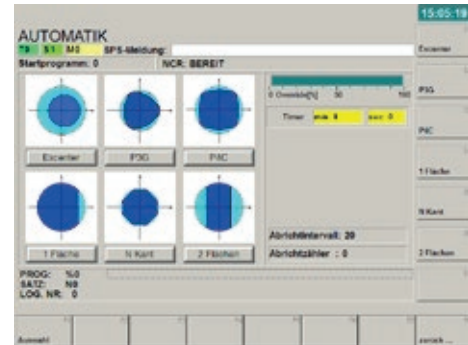 15:05:19
AUTOMATIK
T0 S1 M0 SPS-Meldung:
Startprogramm: 0 NCR: BEREIT
Excenter
0 Override[%] 50 100
P3G
Timer min 0 sec 0
P4C
Excenter P3G P4C
1 Fläche
N Kant
Abrichtintervall: 20
1 Fläche N Kant 2 Flächen
Abrichtzähler : 0
2 Flächen
PROG: %0
SATZ: N0
LOG. NR: 0
Auswahl
zurück ...